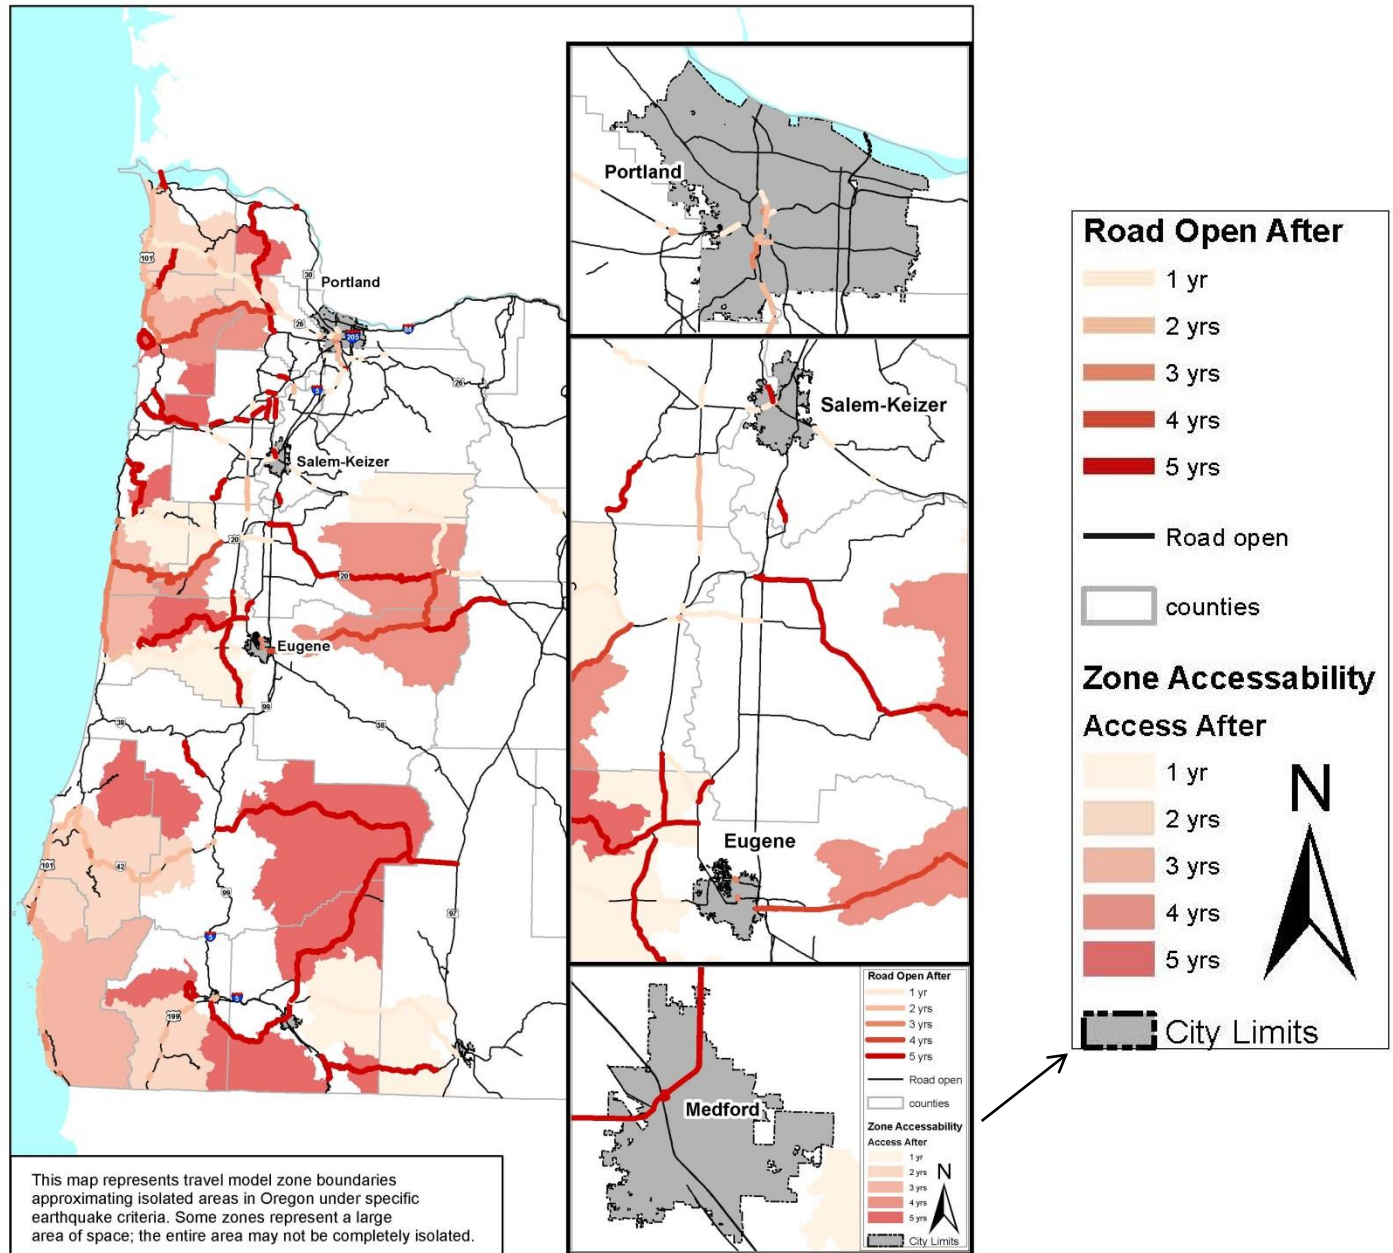 Portland
101
30
Portland
26
205
84
5
26
Salem-Keizer
Salem-Keizer
20
20
Eugene
99
38
58
Eugene
101
42
99
97
5
5
199
Medford
Road Open After
1 yr
2 yrs
3 yrs
4 yrs
5 yrs
Road open
counties
Zone Accessability
Access After
1 yr
2 yrs
3 yrs
4 yrs
5 yrs
N
City Limits
This map represents travel model zone boundaries
approximating isolated areas in Oregon under specific
earthquake criteria. Some zones represent a large
area of space; the entire area may not be completely isolated.
Road Open After
1 yr
2 yrs
3 yrs
4 yrs
5 yrs
Road open
counties
Zone Accessability
Access After
1 yr
2 yrs
3 yrs
4 yrs
5 yrs
N
City Limits